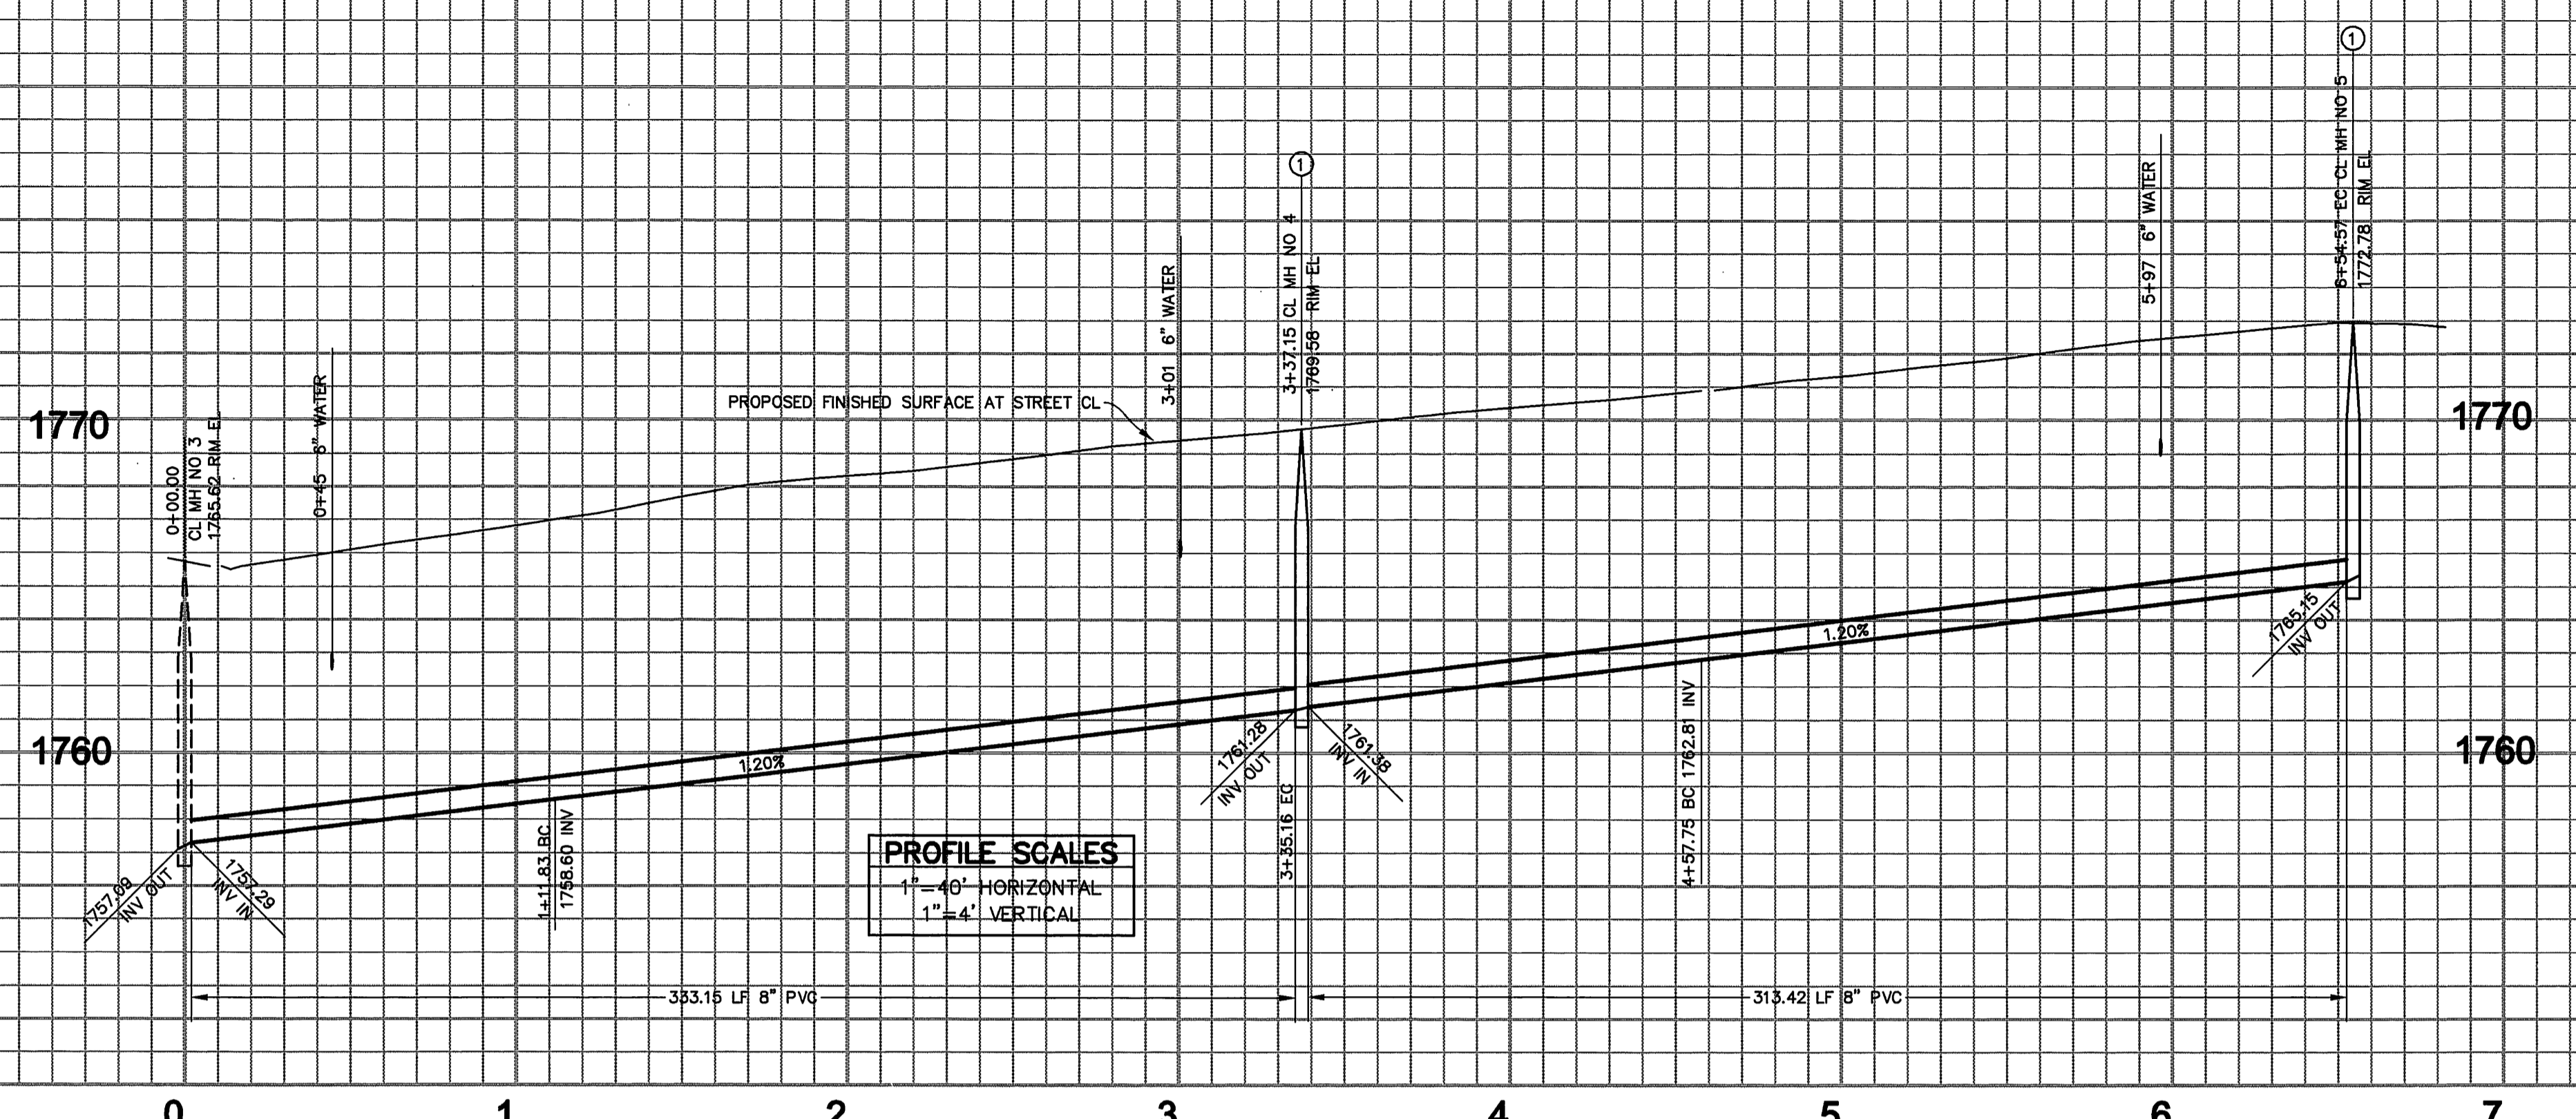 1
1
6+54.57 EC CL MH NO 5
1772.78 RIM EL
5+97 6" WATER
3+37.15 CL MH NO 4
1769.58 RIM EL
3+01 6" WATER
PROPOSED FINISHED SURFACE AT STREET CL
0+45 6" WATER
0+00.00
CL MH NO 3
1765.62 RIM EL
1770
1770
1760
1760
1.20%
1.20%
1765.15
INV OUT
1761.28
INV OUT
1761.38
INV IN
3+35.16 EC
4+57.75 BC 1762.81 INV
1757.09
INV OUT
1757.29
INV IN
1+11.83 BC
1758.60 INV
PROFILE SCALES
1"=40' HORIZONTAL
1"=4' VERTICAL
333.15 LF 8" PVC
313.42 LF 8" PVC
0 1 2 3 4 5 6 7